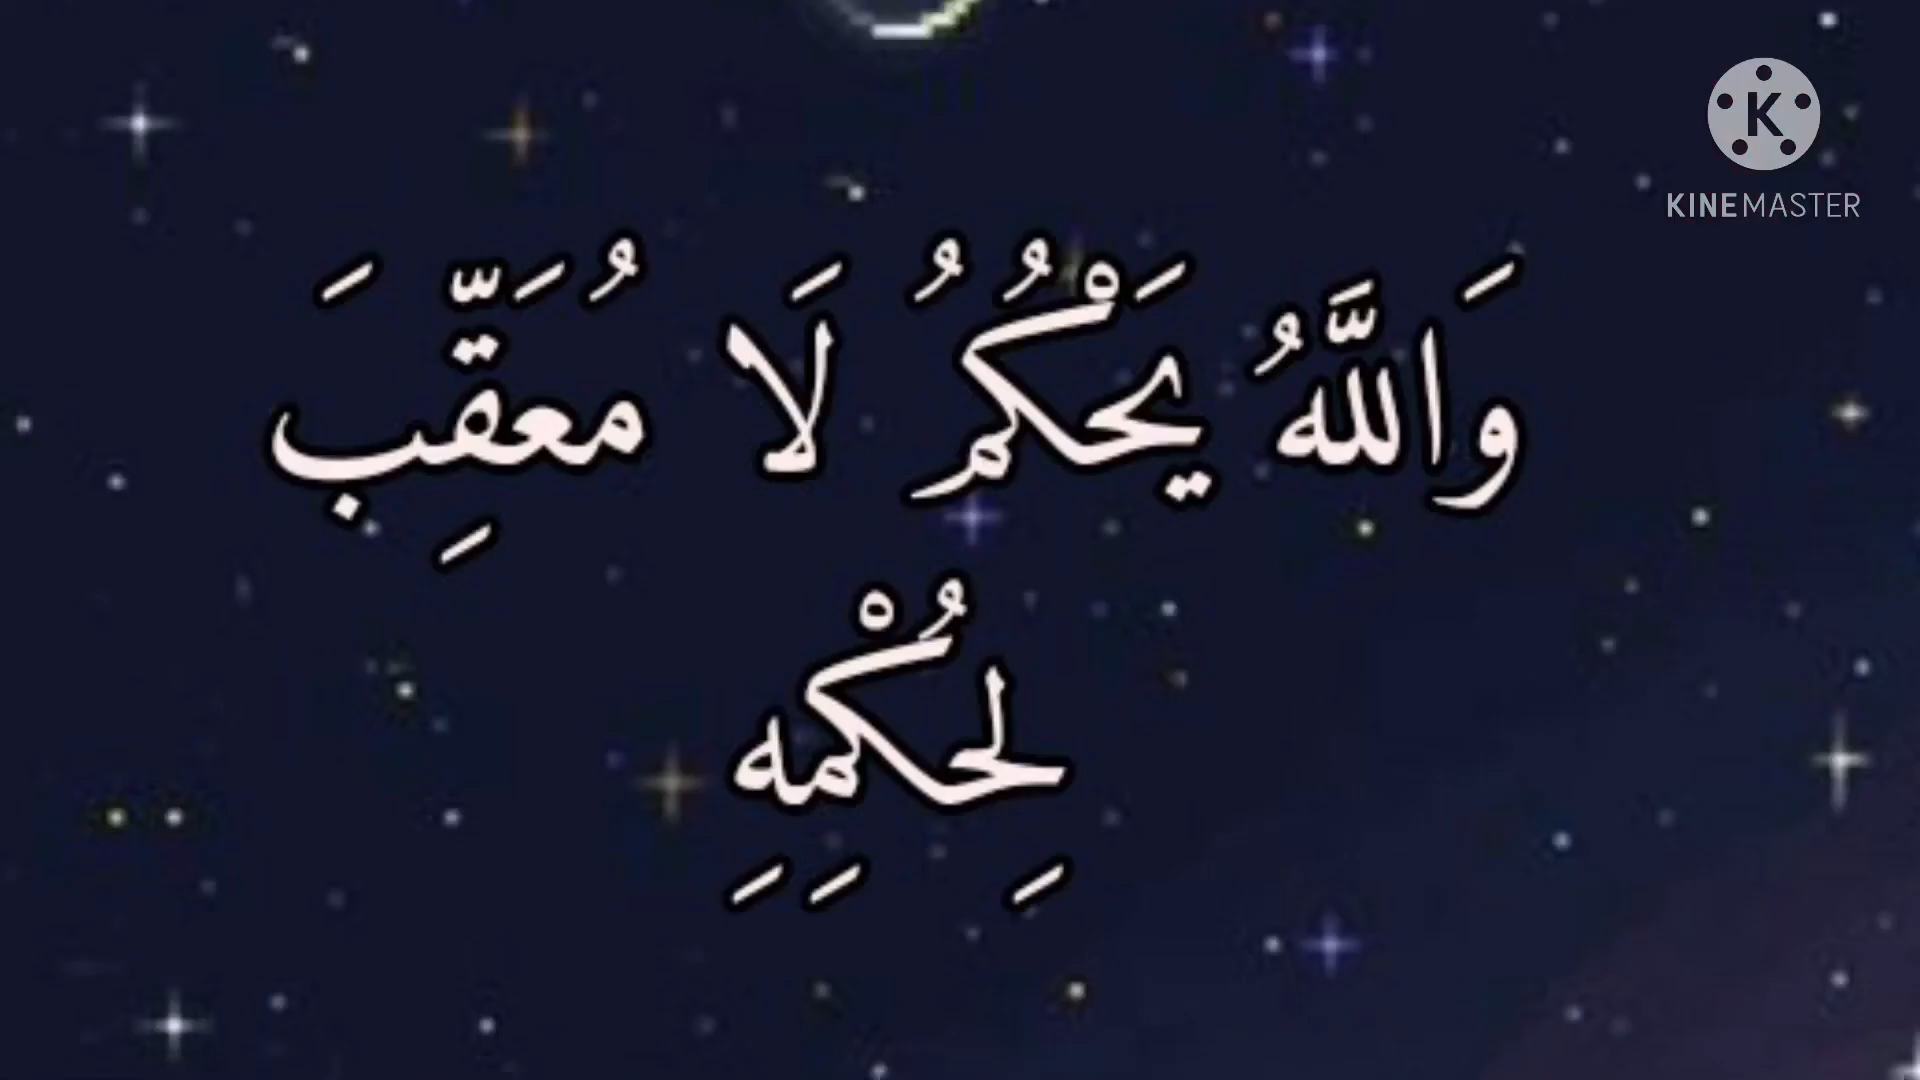 K
KINEMASTER
وَاللَّهُ يَحْكُمُ لَا مُعَقِّبَ
لِحُكْمِهِ